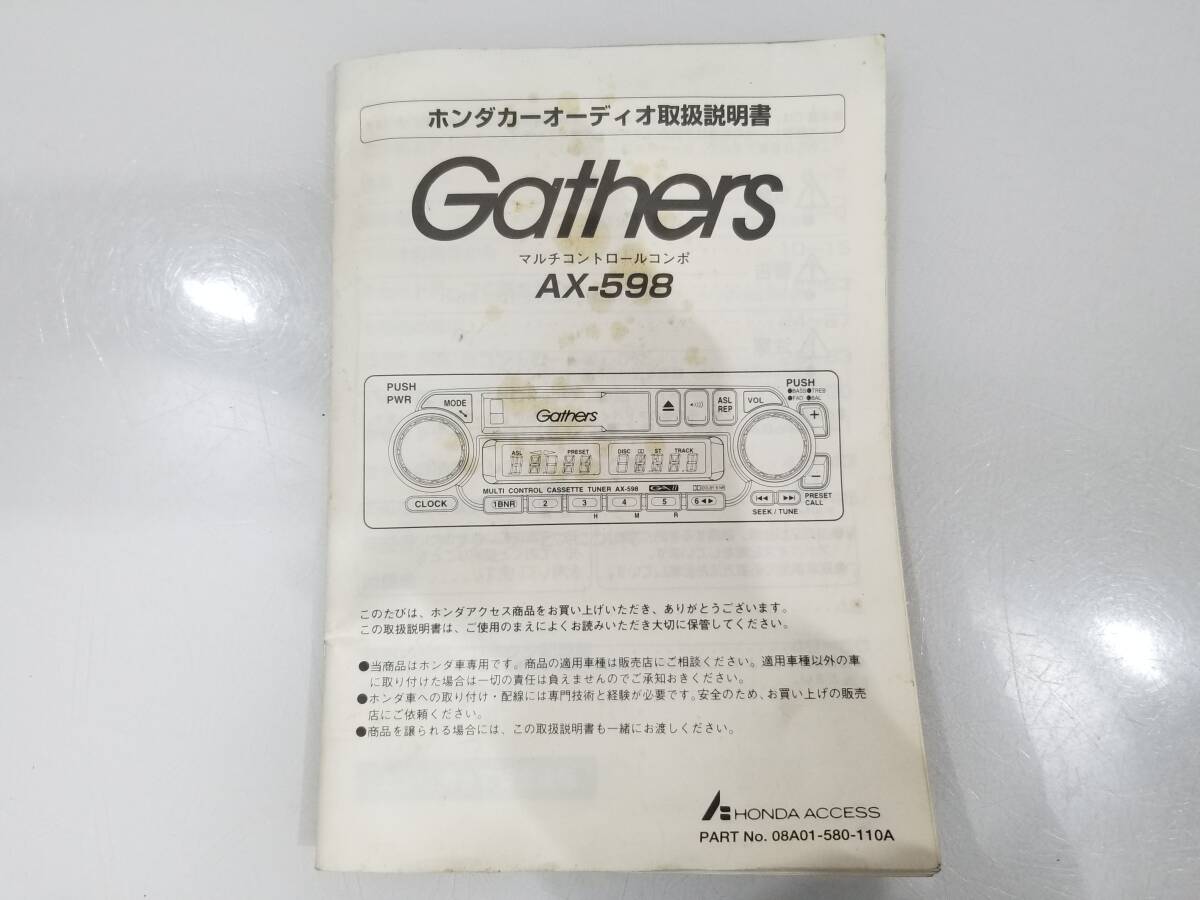 ホンダカーオーディオ取扱説明書
Gathers
マルチコントロールコンポ
AX-598
PUSH
PWR
MODE
Gathers
ASL
REP
VOL
PUSH
●BASS●TREB
●FAD ●BAL
ASL
PRESET
DISC
ST
TRACK
MULTI CONTROL CASSETTE TUNER AX-598
DOLBY B NR
CLOCK
1BNR 2 3 4 5 6◄►
H M R
SEEK / TUNE
PRESET
CALL
このたびは、ホンダアクセス商品をお買い上げいただき、ありがとうございます。
この取扱説明書は、ご使用のまえによくお読みいただき大切に保管してください。
●当商品はホンダ車専用です。商品の適用車種は販売店にご相談ください。適用車種以外の車
に取り付けた場合は一切の責任は負えませんのでご承知おきください。
●ホンダ車への取り付け・配線には専門技術と経験が必要です。安全のため、お買い上げの販売
店にご依頼ください。
●商品を譲られる場合には、この取扱説明書も一緒にお渡しください。
HONDA ACCESS
PART No. 08A01-580-110A